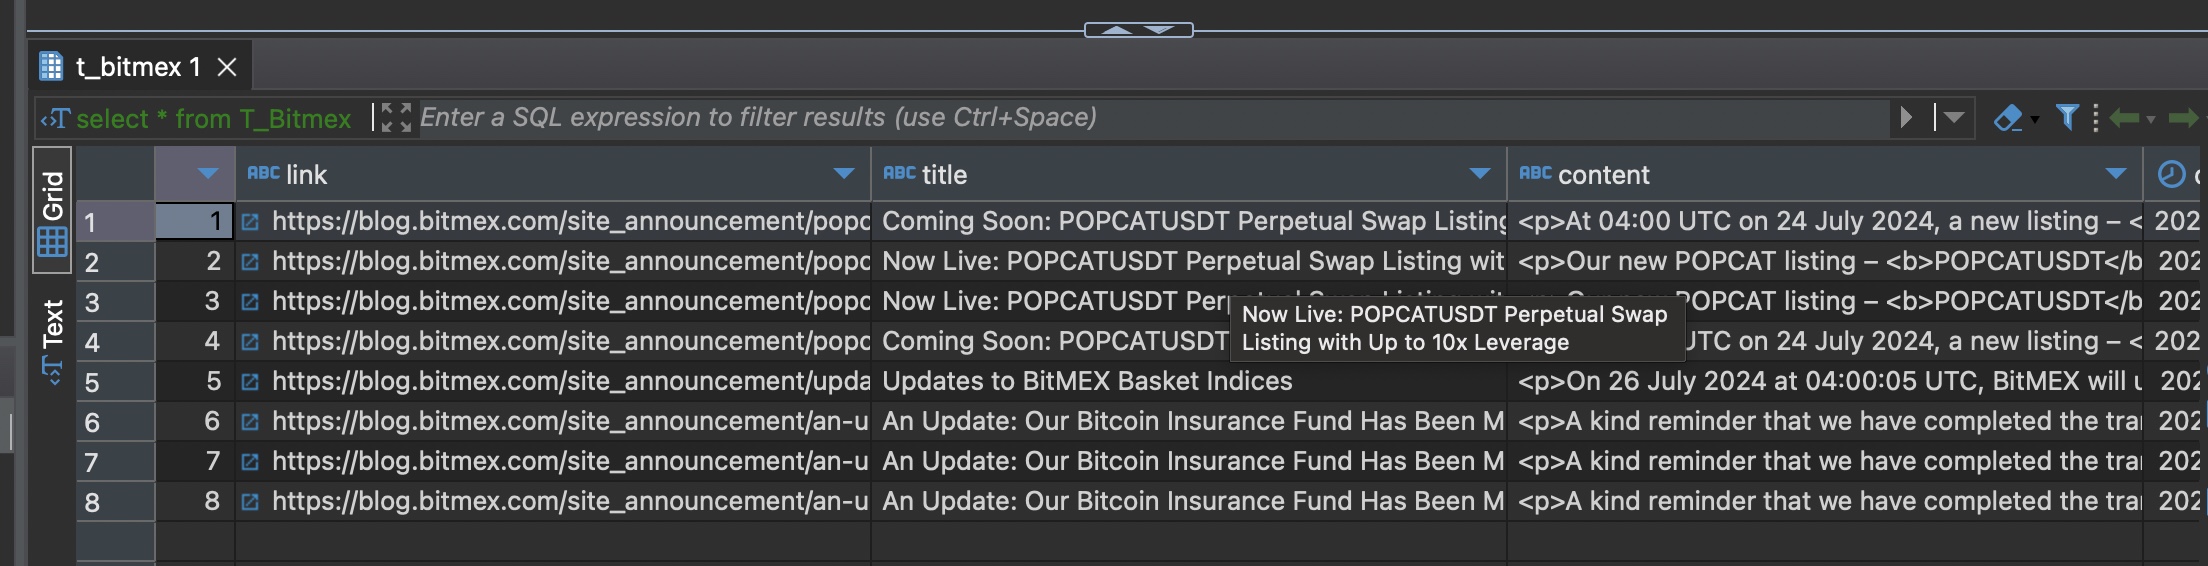 t_bitmex 1
select * from T_Bitmex Enter a SQL expression to filter results (use Ctrl+Space)
Grid
Text
ABC link ABC title ABC content
1 1 https://blog.bitmex.com/site_announcement/popc Coming Soon: POPCATUSDT Perpetual Swap Listing <p>At 04:00 UTC on 24 July 2024, a new listing – < 202
2 2 https://blog.bitmex.com/site_announcement/popc Now Live: POPCATUSDT Perpetual Swap Listing wit <p>Our new POPCAT listing – <b>POPCATUSDT</b 202
3 3 https://blog.bitmex.com/site_announcement/popc Now Live: POPCATUSDT POPCAT listing – <b>POPCATUSDT</b 202
Now Live: POPCATUSDT Perpetual Swap
Listing with Up to 10x Leverage
4 4 https://blog.bitmex.com/site_announcement/popc Coming Soon: POPCATUSDT UTC on 24 July 2024, a new listing – < 202
5 5 https://blog.bitmex.com/site_announcement/upda Updates to BitMEX Basket Indices <p>On 26 July 2024 at 04:00:05 UTC, BitMEX will u 202
6 6 https://blog.bitmex.com/site_announcement/an-u An Update: Our Bitcoin Insurance Fund Has Been M <p>A kind reminder that we have completed the tra 202
7 7 https://blog.bitmex.com/site_announcement/an-u An Update: Our Bitcoin Insurance Fund Has Been M <p>A kind reminder that we have completed the tra 202
8 8 https://blog.bitmex.com/site_announcement/an-u An Update: Our Bitcoin Insurance Fund Has Been M <p>A kind reminder that we have completed the tra 202